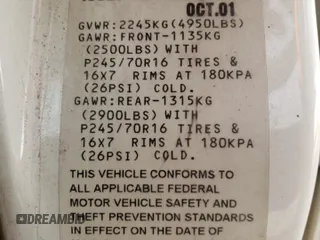 OCT.01
GVWR:2245KG(4950LBS)
GAWR:FRONT-1135KG
(2500LBS) WITH
P245/70R16 TIRES &
16X7 RIMS AT 180KPA
(26PSI) COLD.
GAWR:REAR-1315KG
(2900LBS) WITH
P245/70R16 TIRES &
16X7 RIMS AT 180KPA
(26PSI) COLD.
THIS VEHICLE CONFORMS TO
ALL APPLICABLE FEDERAL
MOTOR VEHICLE SAFETY AND
THEFT PREVENTION STANDARDS
IN EFFECT ON THE DATE OF